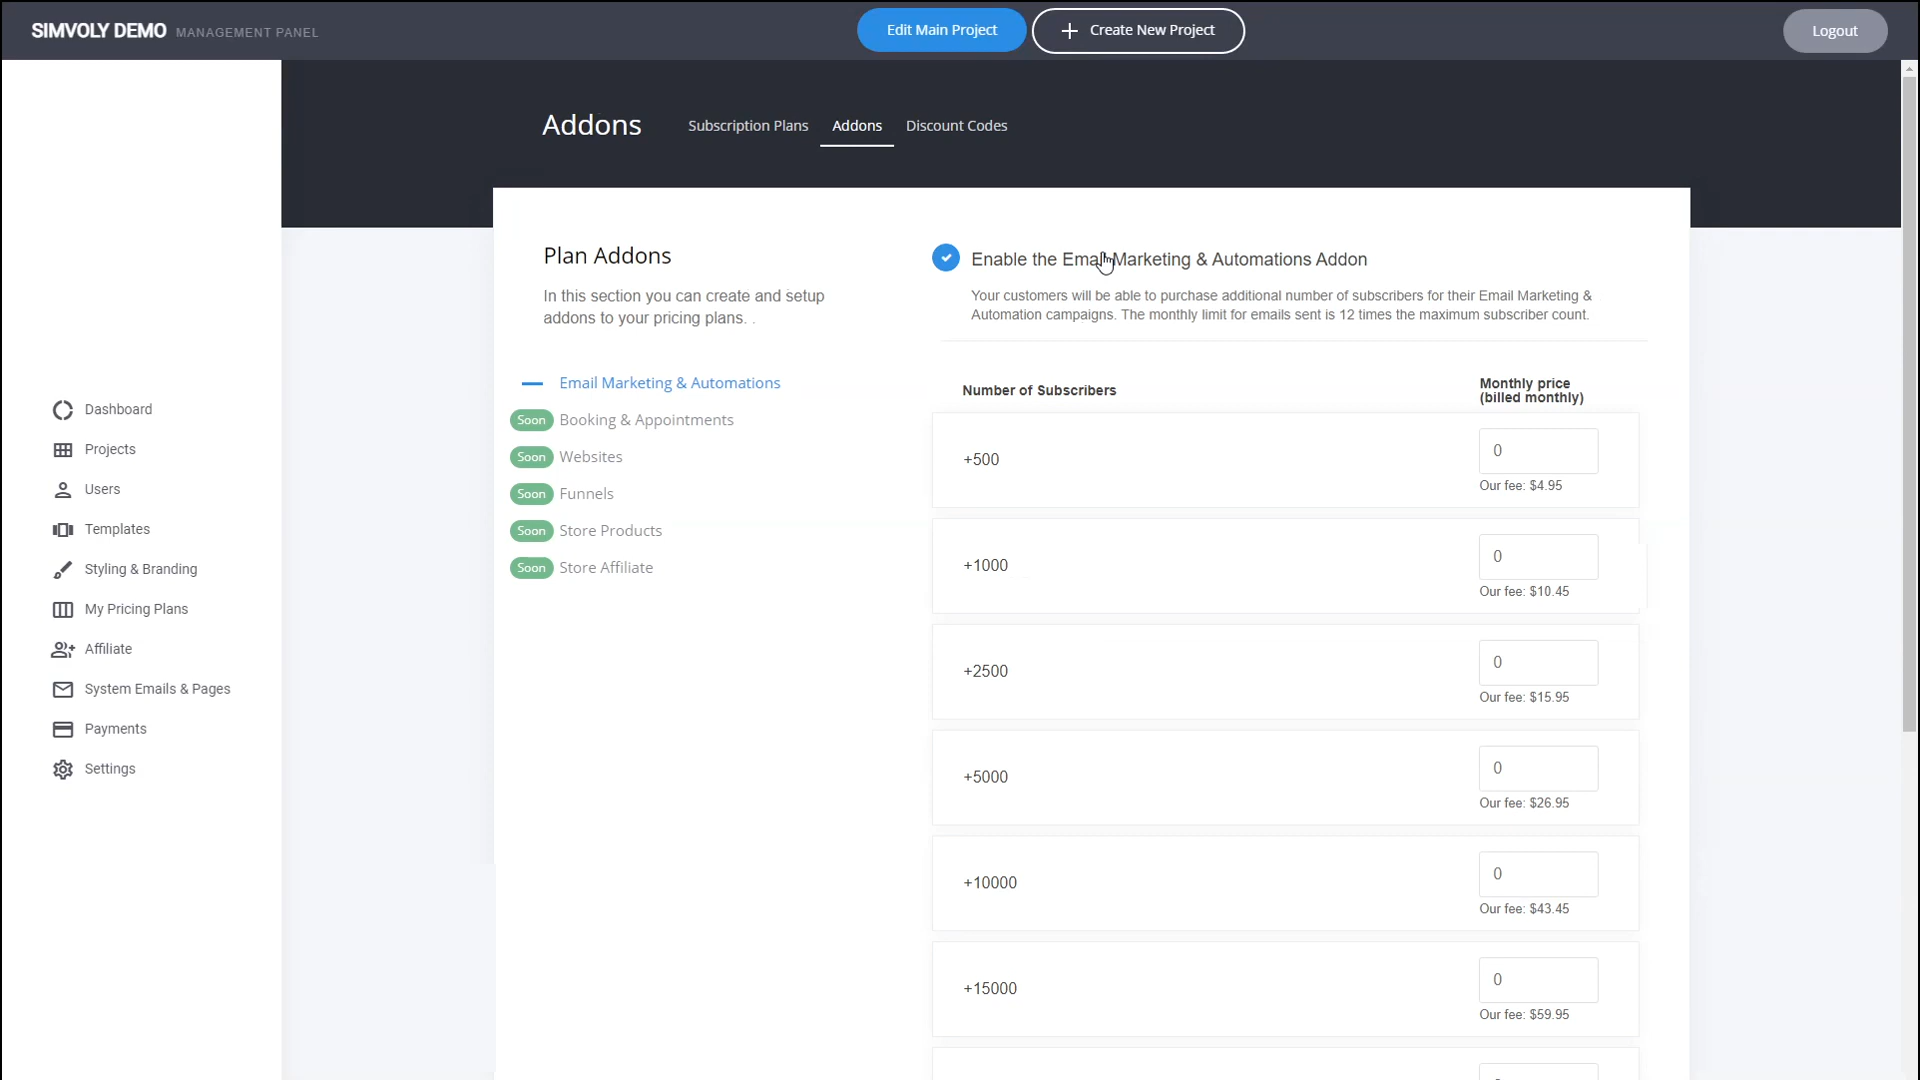 SIMVOLY DEMO MANAGEMENT PANEL
Edit Main Project
Create New Project
Logout
Addons
Subscription Plans
Addons
Discount Codes
Dashboard
Projects
Users
Templates
Styling & Branding
My Pricing Plans
Affiliate
System Emails & Pages
Payments
Settings
Plan Addons
In this section you can create and setup
addons to your pricing plans. .
Email Marketing & Automations
Soon Booking & Appointments
Soon Websites
Soon Funnels
Soon Store Products
Soon Store Affiliate
Enable the Email Marketing & Automations Addon
Your customers will be able to purchase additional number of subscribers for their Email Marketing &
Automation campaigns. The monthly limit for emails sent is 12 times the maximum subscriber count.
Number of Subscribers
Monthly price
(billed monthly)
+500
0
Our fee: $4.95
+1000
0
Our fee: $10.45
+2500
0
Our fee: $15.95
+5000
0
Our fee: $26.95
+10000
0
Our fee: $43.45
+15000
0
Our fee: $59.95